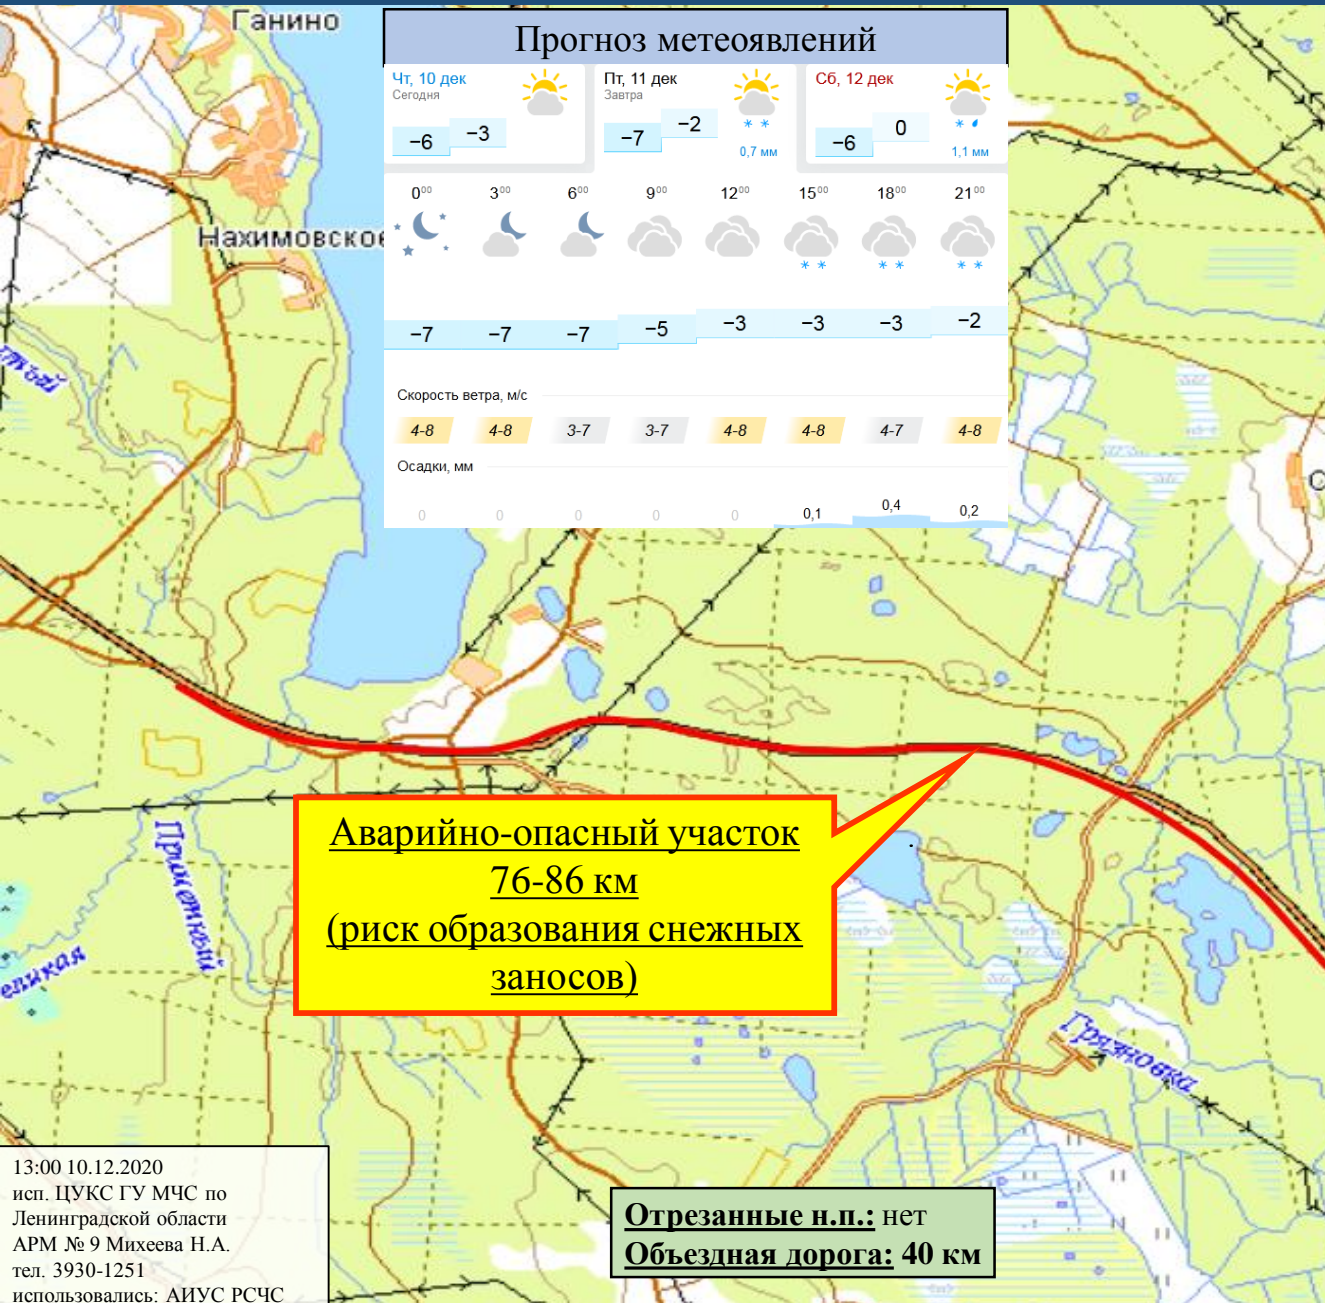 Ганино
Прогноз метеоявлений
Чт, 10 дек
Сегодня
−6 −3
Пт, 11 дек
Завтра
−7 −2
0,7 мм
Сб, 12 дек
−6 0
1,1 мм
0⁰⁰ 3⁰⁰ 6⁰⁰ 9⁰⁰ 12⁰⁰ 15⁰⁰ 18⁰⁰ 21⁰⁰
Нахимовское
−7 −7 −7 −5 −3 −3 −3 −2
Скорость ветра, м/с
4-8 4-8 3-7 3-7 4-8 4-8 4-7 4-8
Осадки, мм
0 0 0 0 0 0,1 0,4 0,2
С
Аварийно-опасный участок
76-86 км
(риск образования снежных
заносов)
Приветный
еликая
Грязновка
13:00 10.12.2020
исп. ЦУКС ГУ МЧС по
Ленинградской области
АРМ № 9 Михеева Н.А.
тел. 3930-1251
использовались: АИУС РСЧС
Отрезанные н.п.: нет
Объездная дорога: 40 км